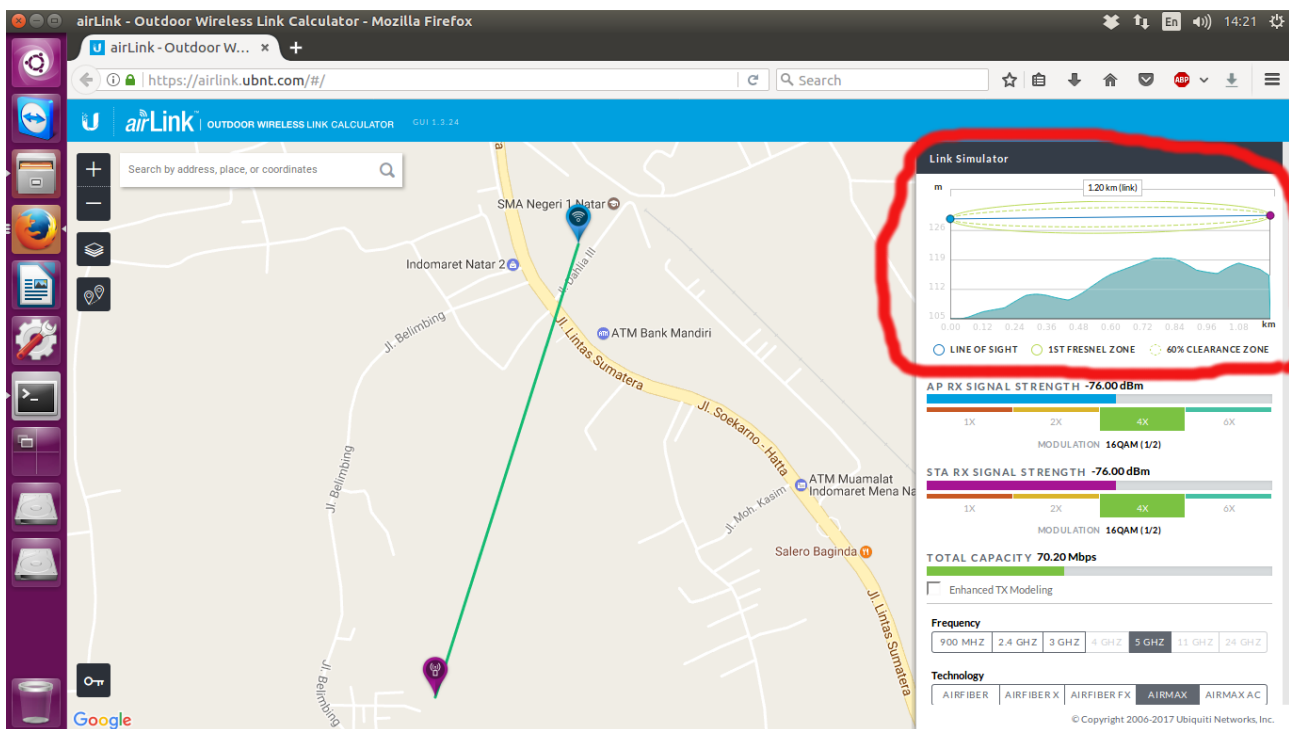 airLink - Outdoor Wireless Link Calculator - Mozilla Firefox
En
14:21
airLink - Outdoor W...
https://airlink.ubnt.com/#/
Search
ABP
airLink™ | OUTDOOR WIRELESS LINK CALCULATOR GUI 1.3.24
Search by address, place, or coordinates
a
SMA Negeri 1 Natar
Indomaret Natar 2
Jl. Dahlia III
Jl. Belimbing
ATM Bank Mandiri
Jl. Lintas Sumatera
Jl. Soekarno - Hatta
Jl. Belimbing
ATM Muamalat
Indomaret Mena Na
Jl. Moh. Kasim
Salero Baginda
Jl. Lintas Sumatera
Jl. Belimbing
Google
Link Simulator
m
1.20 km (link)
126
119
112
105
0.00 0.12 0.24 0.36 0.48 0.60 0.72 0.84 0.96 1.08 km
LINE OF SIGHT 1ST FRESNEL ZONE 60% CLEARANCE ZONE
AP RX SIGNAL STRENGTH -76.00 dBm
1X 2X 4X 6X
MODULATION 16QAM (1/2)
STA RX SIGNAL STRENGTH -76.00 dBm
1X 2X 4X 6X
MODULATION 16QAM (1/2)
TOTAL CAPACITY 70.20 Mbps
Enhanced TX Modeling
Frequency
900 MHZ 2.4 GHZ 3 GHZ 4 GHZ 5 GHZ 11 GHZ 24 GHZ
Technology
AIRFIBER AIRFIBER X AIRFIBER FX AIRMAX AIRMAX AC
© Copyright 2006-2017 Ubiquiti Networks, Inc.